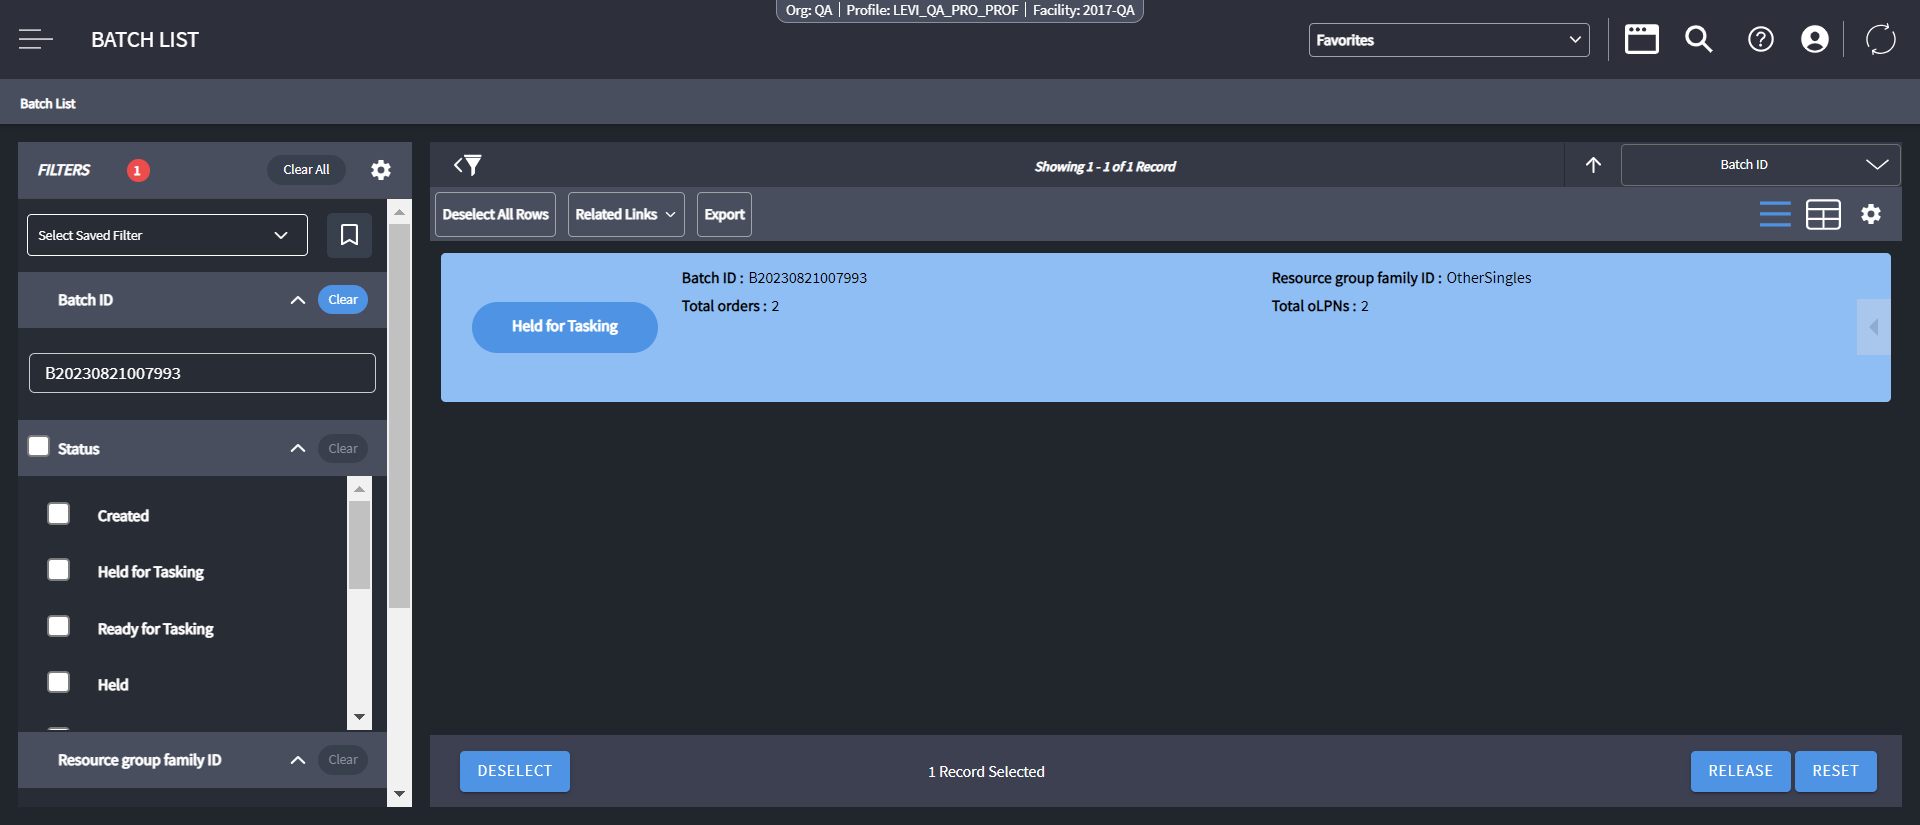 Org: QA | Profile: LEVI_QA_PRO_PROF | Facility: 2017-QA
BATCH LIST
Favorites
Batch List
FILTERS
1
Clear All
Select Saved Filter
Batch ID
Clear
B20230821007993
Status
Clear
Created
Held for Tasking
Ready for Tasking
Held
Resource group family ID
Clear
Showing 1 - 1 of 1 Record
Batch ID
Deselect All Rows
Related Links
Export
Held for Tasking
Batch ID : B20230821007993
Total orders : 2
Resource group family ID : OtherSingles
Total oLPNs : 2
DESELECT
1 Record Selected
RELEASE
RESET